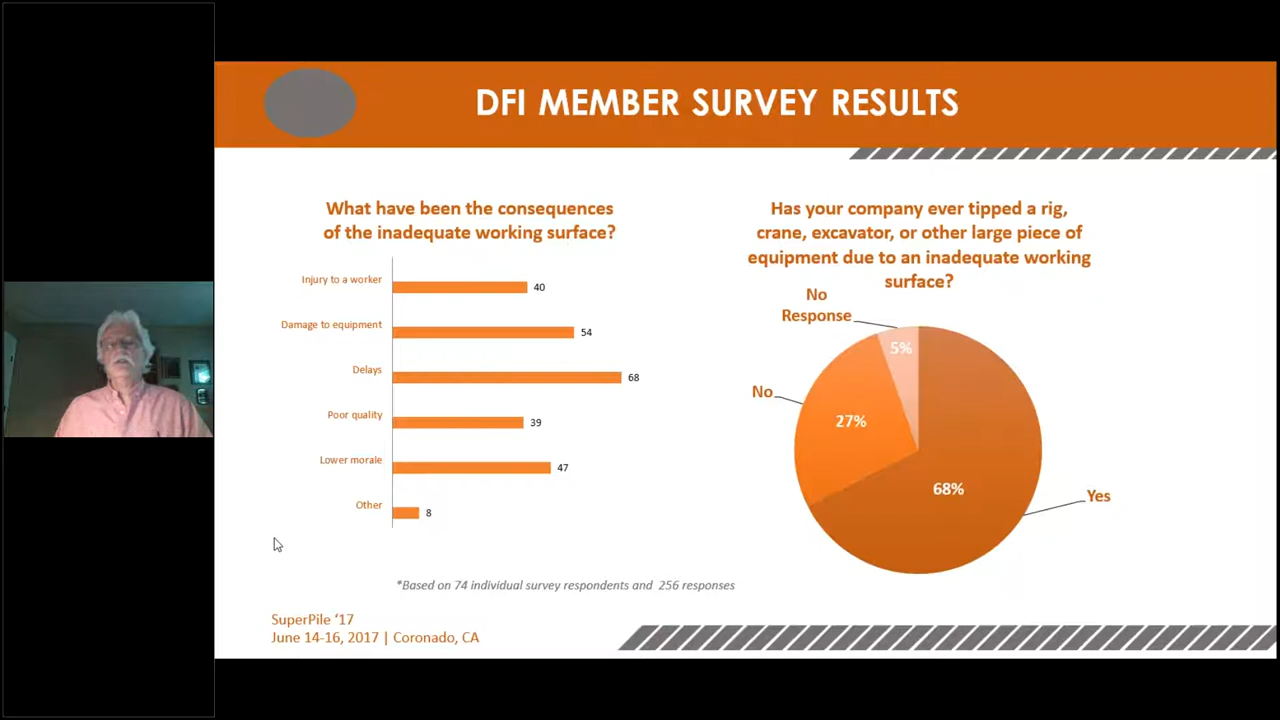 DFI MEMBER SURVEY RESULTS
What have been the consequences
of the inadequate working surface?
Injury to a worker 40
Damage to equipment 54
Delays 68
Poor quality 39
Lower morale 47
Other 8
Has your company ever tipped a rig,
crane, excavator, or other large piece of
equipment due to an inadequate working
surface?
No
Response
5%
No
27%
68%
Yes
*Based on 74 individual survey respondents and 256 responses
SuperPile ‘17
June 14-16, 2017 | Coronado, CA